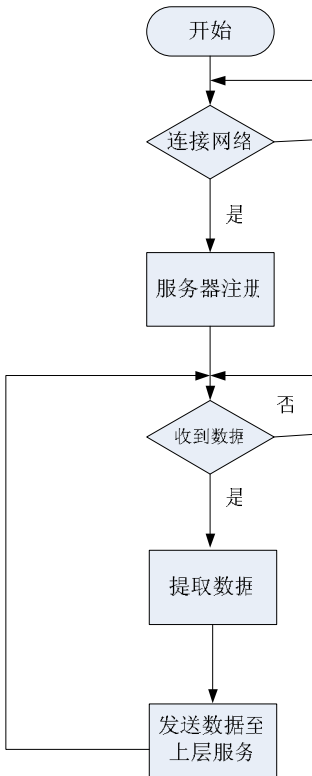 开始
连接网络
是
服务器注册
否
收到数据
是
提取数据
发送数据至
上层服务